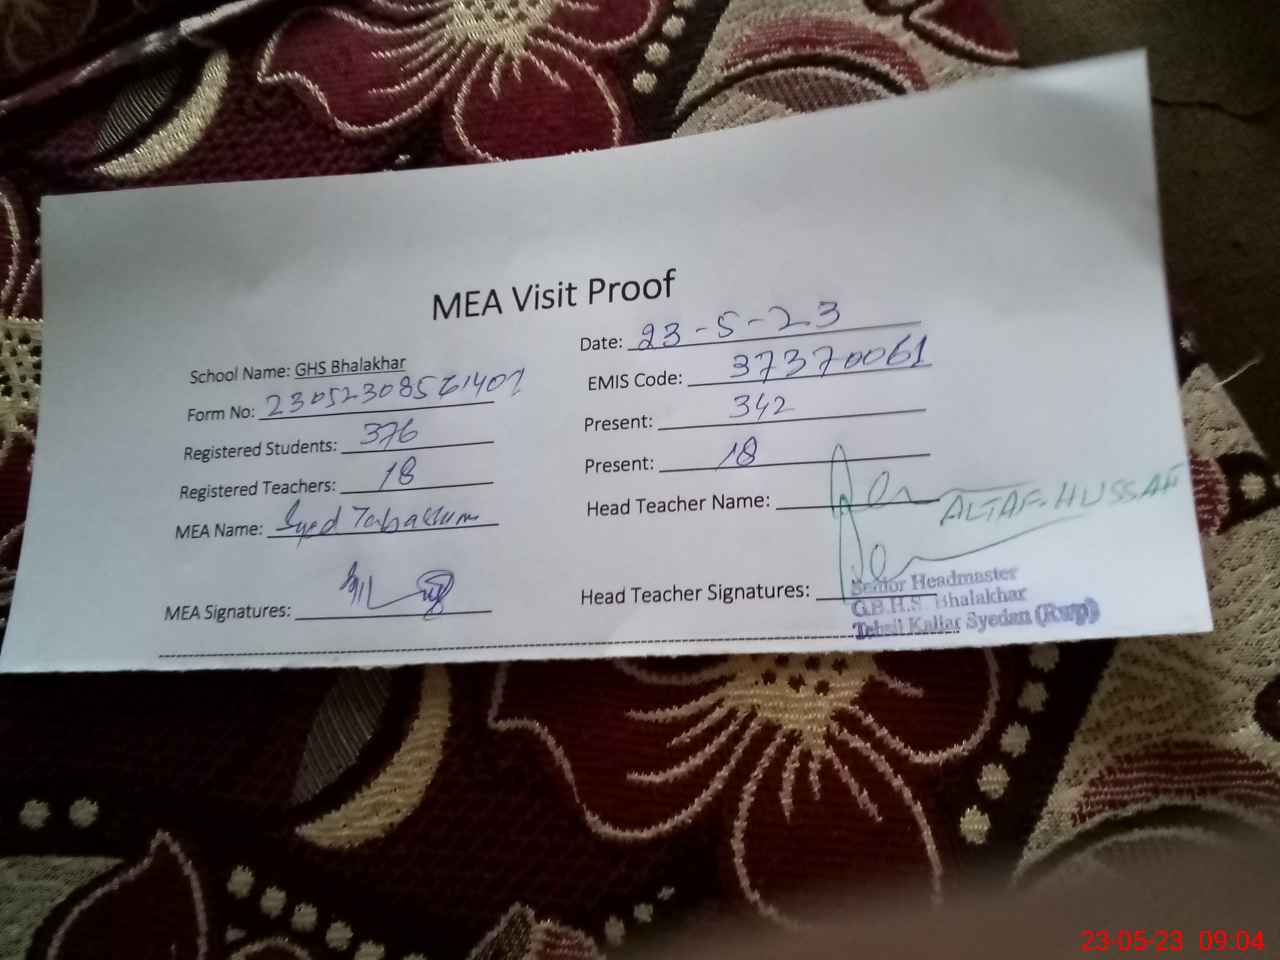 MEA Visit Proof
School Name: GHS Bhalakhar
Date: 23-5-23
Form No:
EMIS Code: 37370061
Registered Students: 376
Present: 342
Registered Teachers: 18
Present: 18
MEA Name: Syed Tabassum
Head Teacher Name: ALTAF-HUSSAIN
MEA Signatures:
Head Teacher Signatures:
Senior Headmaster
G.B.H.S. Bhalakhar
Tehsil Kallar Syedan (Rwp)
23-05-23 09:04